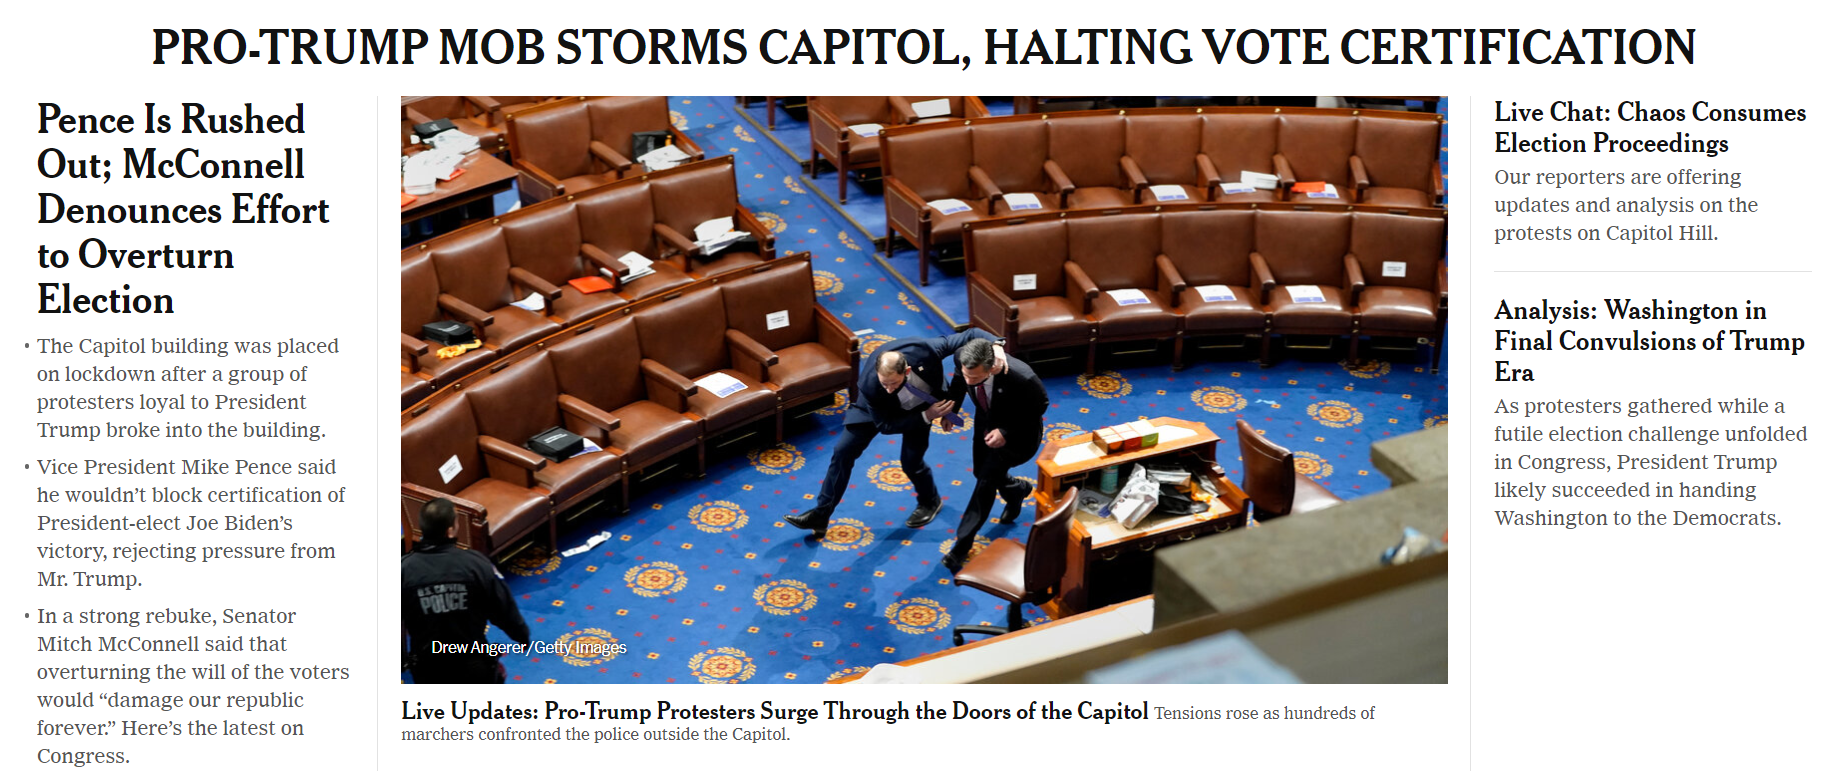 PRO-TRUMP MOB STORMS CAPITOL, HALTING VOTE CERTIFICATION
Pence Is Rushed
Out; McConnell
Denounces Effort
to Overturn
Election
• The Capitol building was placed
on lockdown after a group of
protesters loyal to President
Trump broke into the building.
• Vice President Mike Pence said
he wouldn’t block certification of
President-elect Joe Biden’s
victory, rejecting pressure from
Mr. Trump.
• In a strong rebuke, Senator
Mitch McConnell said that
overturning the will of the voters
would “damage our republic
forever.” Here’s the latest on
Congress.
U.S. CAPITOL
POLICE
Drew Angerer/Getty Images
Live Updates: Pro-Trump Protesters Surge Through the Doors of the Capitol Tensions rose as hundreds of
marchers confronted the police outside the Capitol.
Live Chat: Chaos Consumes
Election Proceedings
Our reporters are offering
updates and analysis on the
protests on Capitol Hill.
Analysis: Washington in
Final Convulsions of Trump
Era
As protesters gathered while a
futile election challenge unfolded
in Congress, President Trump
likely succeeded in handing
Washington to the Democrats.